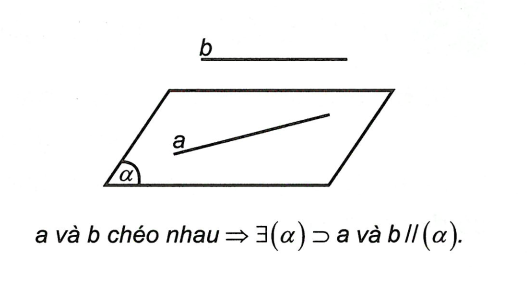 b
a
α
a và b chéo nhau ⇒ ∃(α) ⊃ a và b // (α).